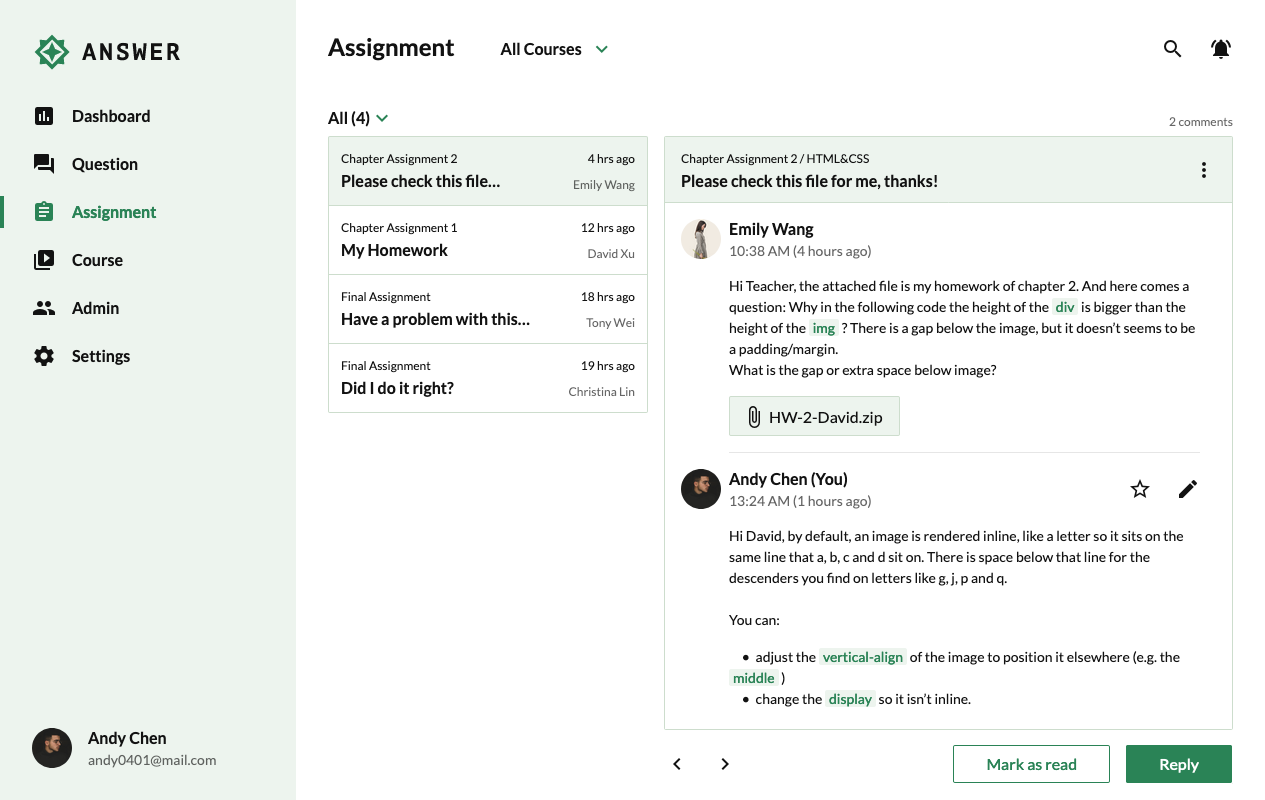 ANSWER
Dashboard
Question
Assignment
Course
Admin
Settings
Andy Chen
andy0401@mail.com
Assignment
All Courses
All (4)
Chapter Assignment 2
4 hrs ago
Please check this file...
Emily Wang
Chapter Assignment 1
12 hrs ago
My Homework
David Xu
Final Assignment
18 hrs ago
Have a problem with this...
Tony Wei
Final Assignment
19 hrs ago
Did I do it right?
Christina Lin
2 comments
Chapter Assignment 2 / HTML&CSS
Please check this file for me, thanks!
Emily Wang
10:38 AM (4 hours ago)
Hi Teacher, the attached file is my homework of chapter 2. And here comes a
question: Why in the following code the height of the div is bigger than the
height of the img ? There is a gap below the image, but it doesn’t seems to be
a padding/margin.
What is the gap or extra space below image?
HW-2-David.zip
Andy Chen (You)
13:24 AM (1 hours ago)
Hi David, by default, an image is rendered inline, like a letter so it sits on the
same line that a, b, c and d sit on. There is space below that line for the
descenders you find on letters like g, j, p and q.
You can:
• adjust the vertical-align of the image to position it elsewhere (e.g. the
middle )
• change the display so it isn’t inline.
Mark as read
Reply